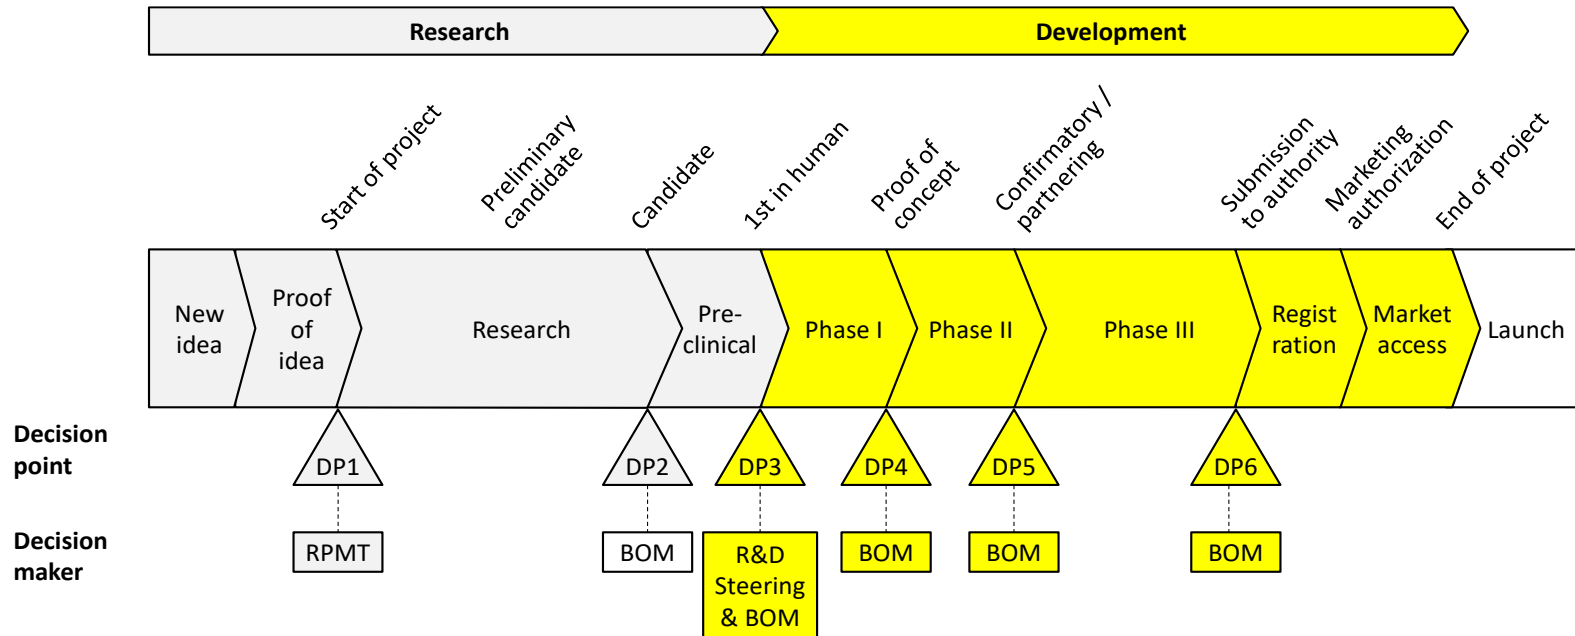 Research
Development
Start of project
Preliminary
candidate
Candidate
1st in human
Proof of
concept
Confirmatory /
partnering
Submission
to authority
Marketing
authorization
End of project
New
idea
Proof
of
idea
Research
Pre-
clinical
Phase I
Phase II
Phase III
Regist
ration
Market
access
Launch
Decision
point
DP1
DP2
DP3
DP4
DP5
DP6
Decision
maker
RPMT
BOM
R&D
Steering
& BOM
BOM
BOM
BOM